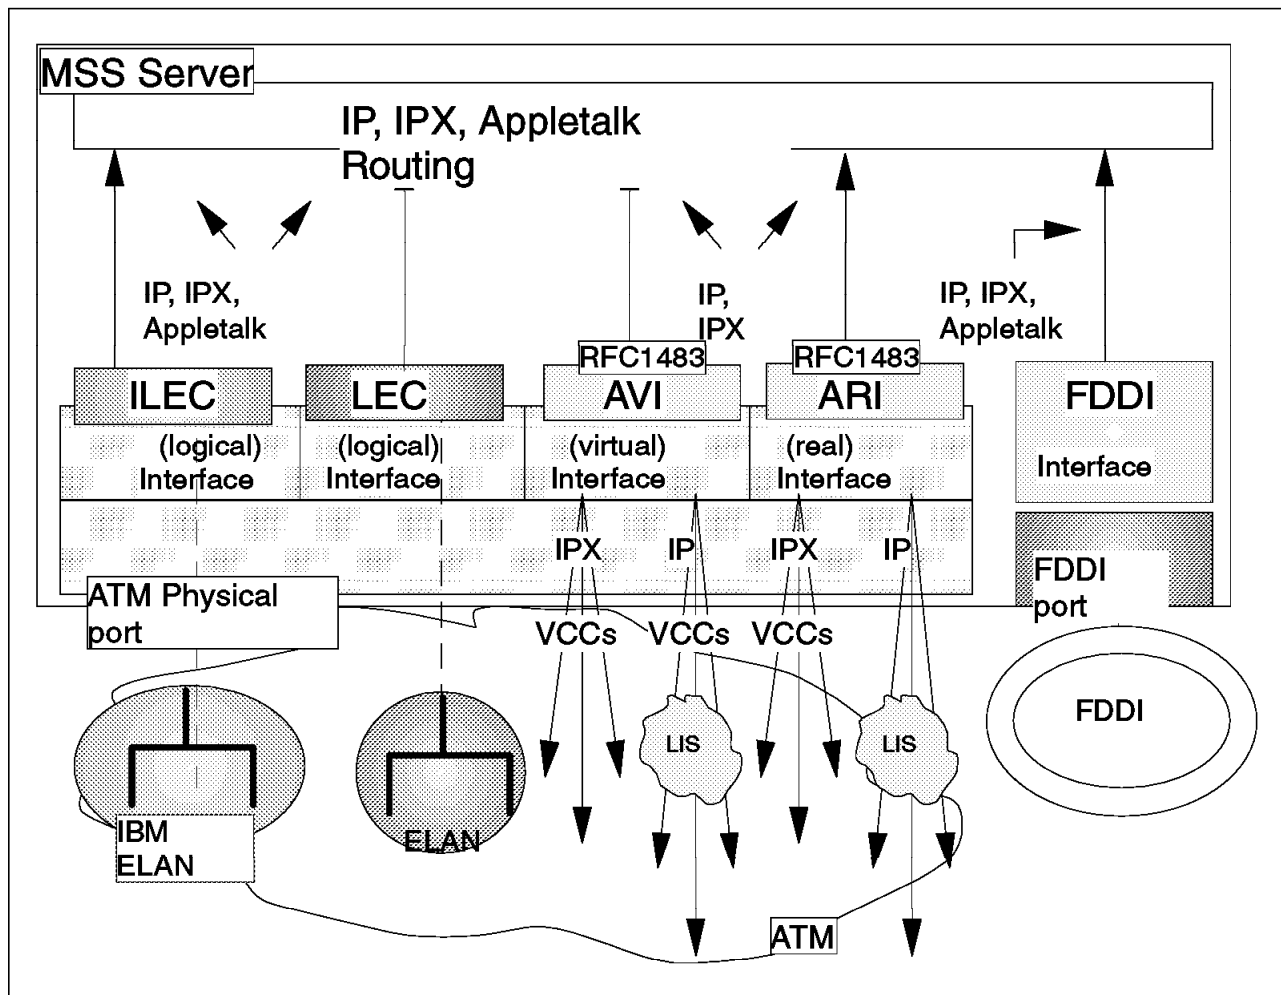 MSS Server
IP, IPX, Appletalk
Routing
IP, IPX,
Appletalk
IP,
IPX
IP, IPX,
Appletalk
RFC1483
RFC1483
ILEC
LEC
AVI
ARI
FDDI
(logical)
Interface
(logical)
Interface
(virtual)
Interface
(real)
Interface
Interface
IPX
IP
IPX
IP
ATM Physical
port
FDDI
port
VCCs
VCCs
VCCs
LIS
LIS
FDDI
IBM
ELAN
ELAN
ATM